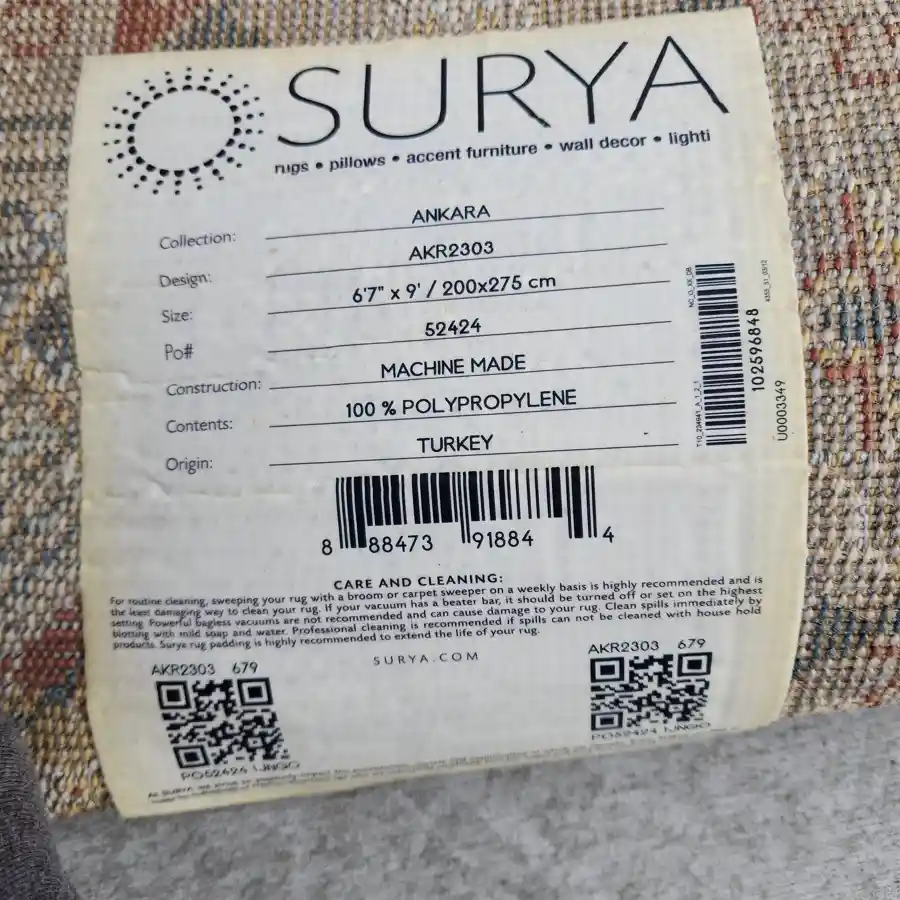 SURYA
rugs • pillows • accent furniture • wall decor • lighti
Collection: ANKARA
Design: AKR2303
Size: 6'7" x 9' / 200x275 cm
Po# 52424
Construction: MACHINE MADE
Contents: 100 % POLYPROPYLENE
Origin: TURKEY
102596848
U0003349
8 88473 91884 4
CARE AND CLEANING:
For routine cleaning, sweeping your rug with a broom or carpet sweeper on a weekly basis is highly recommended and is
the least damaging way to clean your rug. If your vacuum has a beater bar, it should be turned off or set on the highest
setting. Powerful bagless vacuums are not recommended and can cause damage to your rug. Clean spills immediately by
blotting with mild soap and water. Professional cleaning is recommended if spills can not be cleaned with house hold
products. Surya rug padding is highly recommended to extend the life of your rug.
SURYA.COM
AKR2303 679
AKR2303 679
PO52424 1JNGO
PO52424 1JNGO